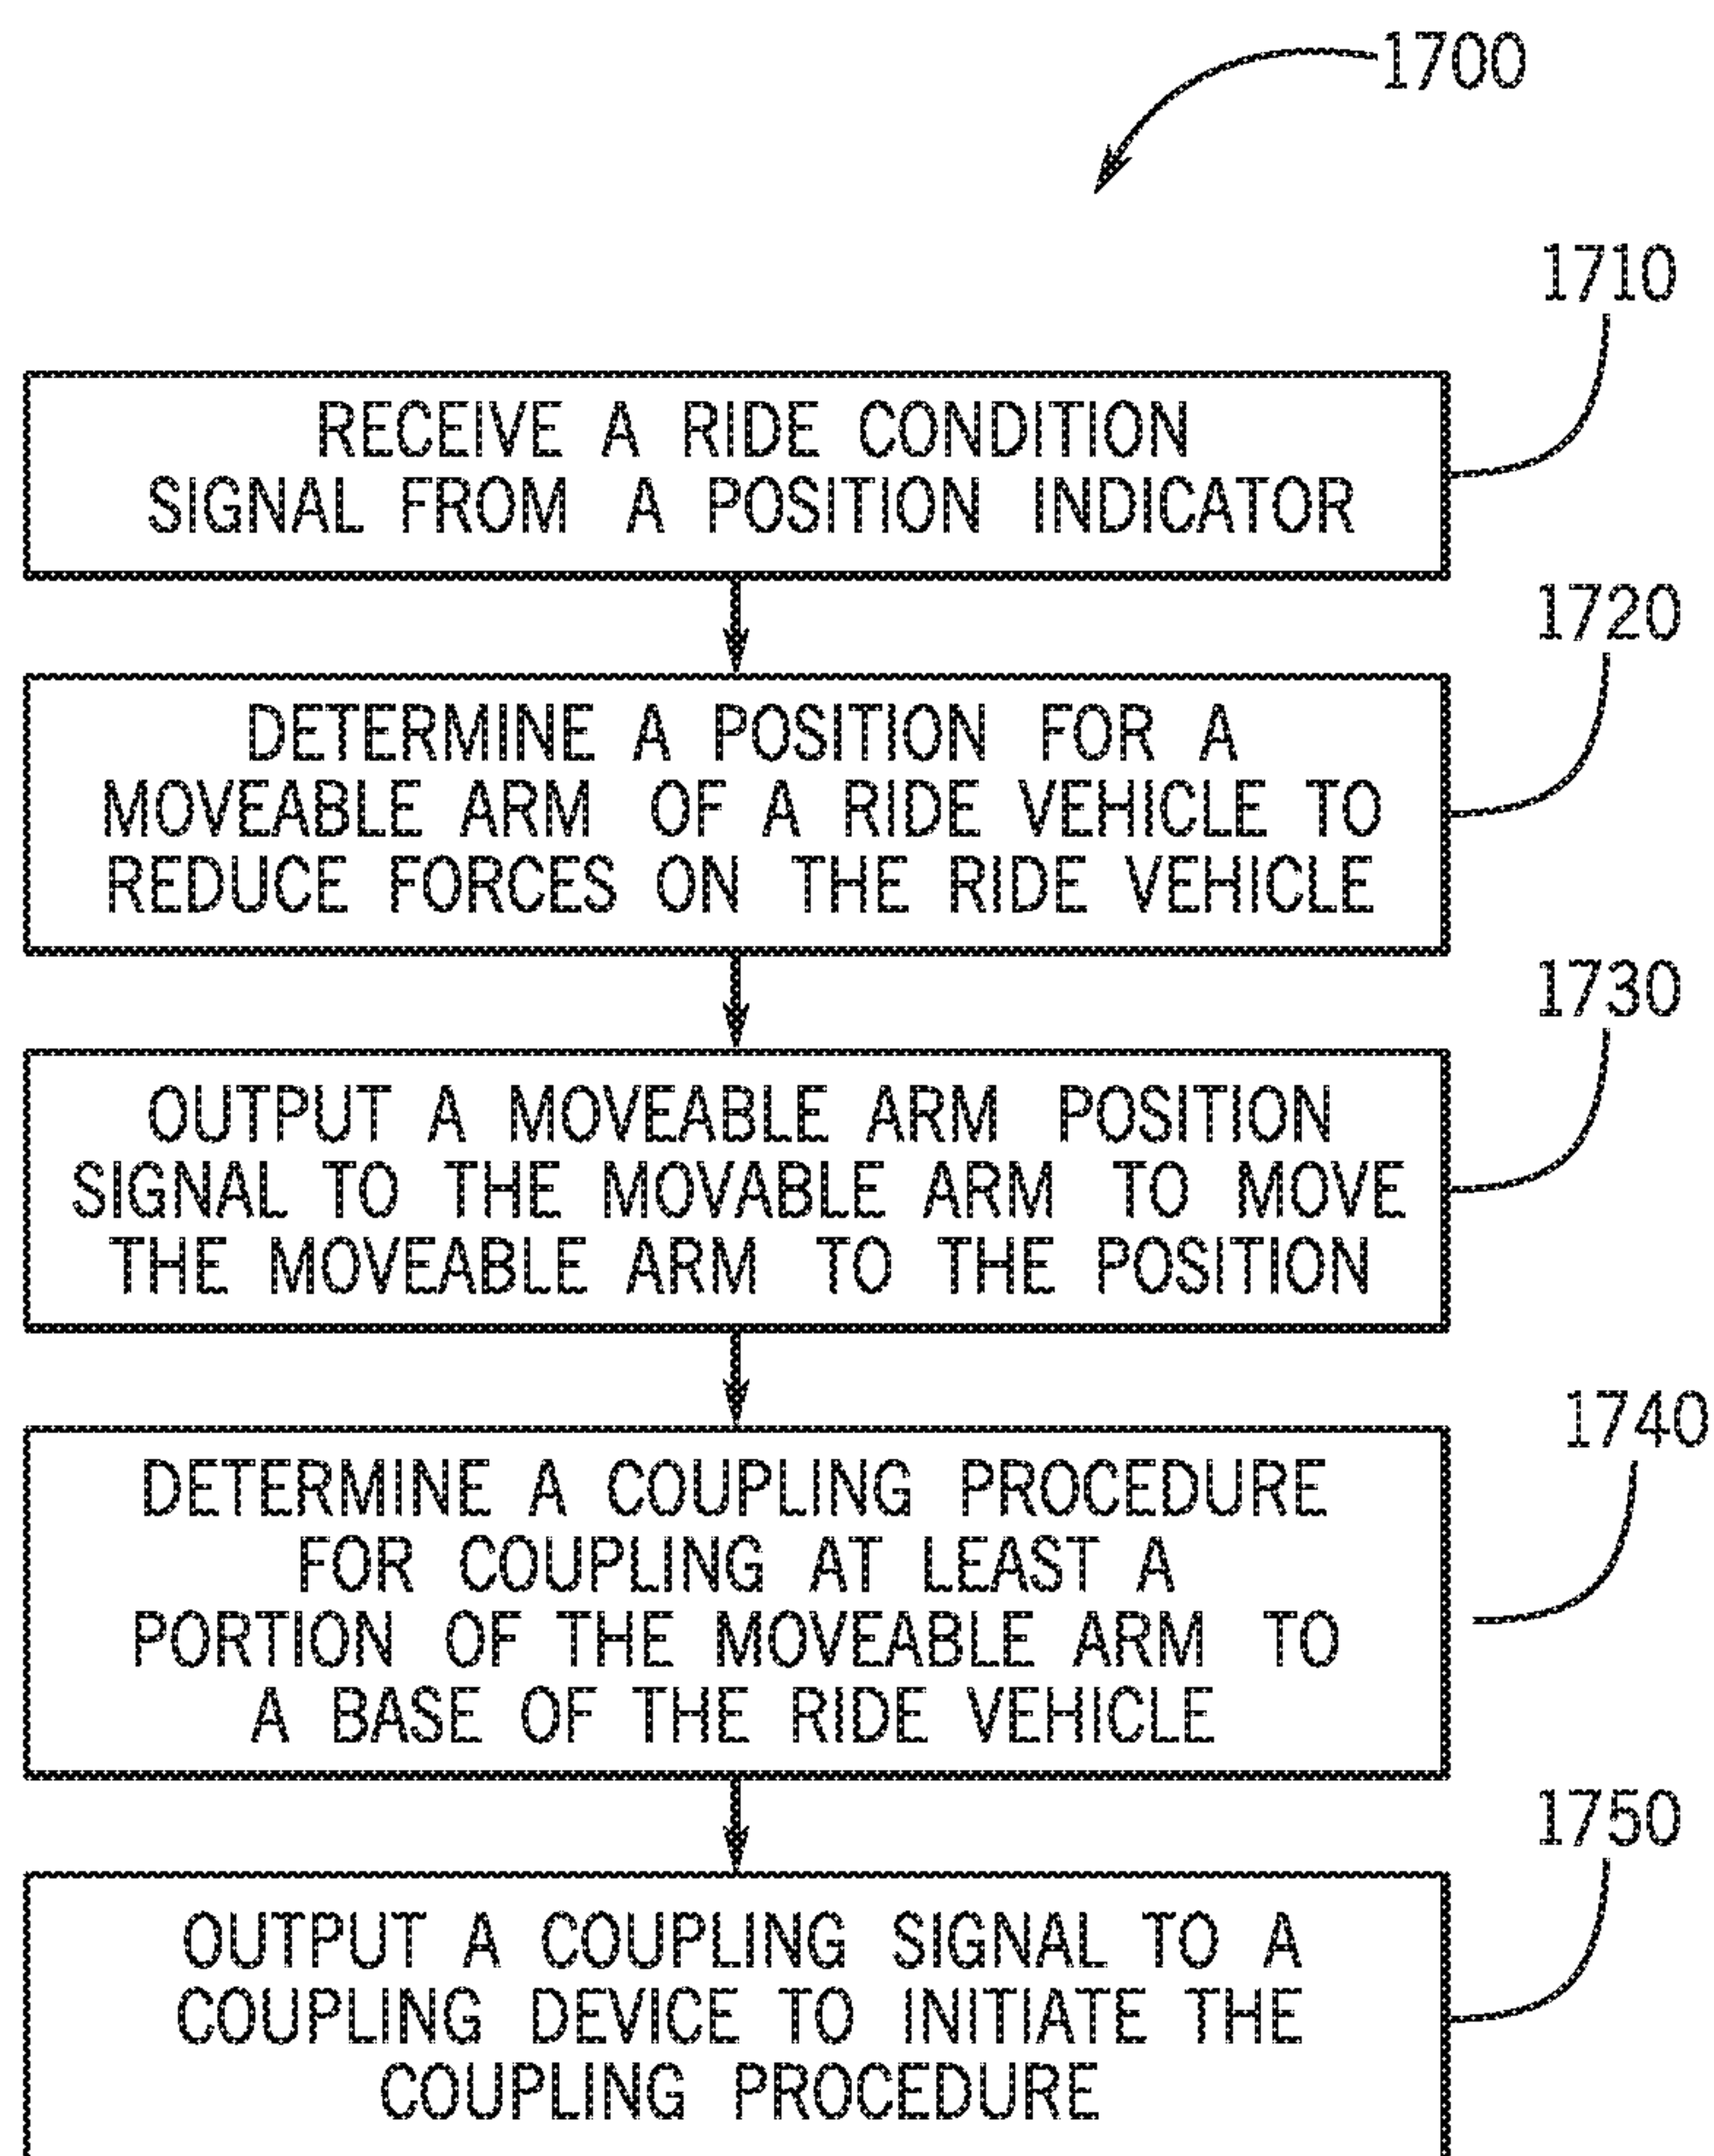 1700
1710
RECEIVE A RIDE CONDITION
SIGNAL FROM A POSITION INDICATOR
1720
DETERMINE A POSITION FOR A
MOVEABLE ARM OF A RIDE VEHICLE TO
REDUCE FORCES ON THE RIDE VEHICLE
1730
OUTPUT A MOVEABLE ARM POSITION
SIGNAL TO THE MOVABLE ARM TO MOVE
THE MOVEABLE ARM TO THE POSITION
1740
DETERMINE A COUPLING PROCEDURE
FOR COUPLING AT LEAST A
PORTION OF THE MOVEABLE ARM TO
A BASE OF THE RIDE VEHICLE
1750
OUTPUT A COUPLING SIGNAL TO A
COUPLING DEVICE TO INITIATE THE
COUPLING PROCEDURE